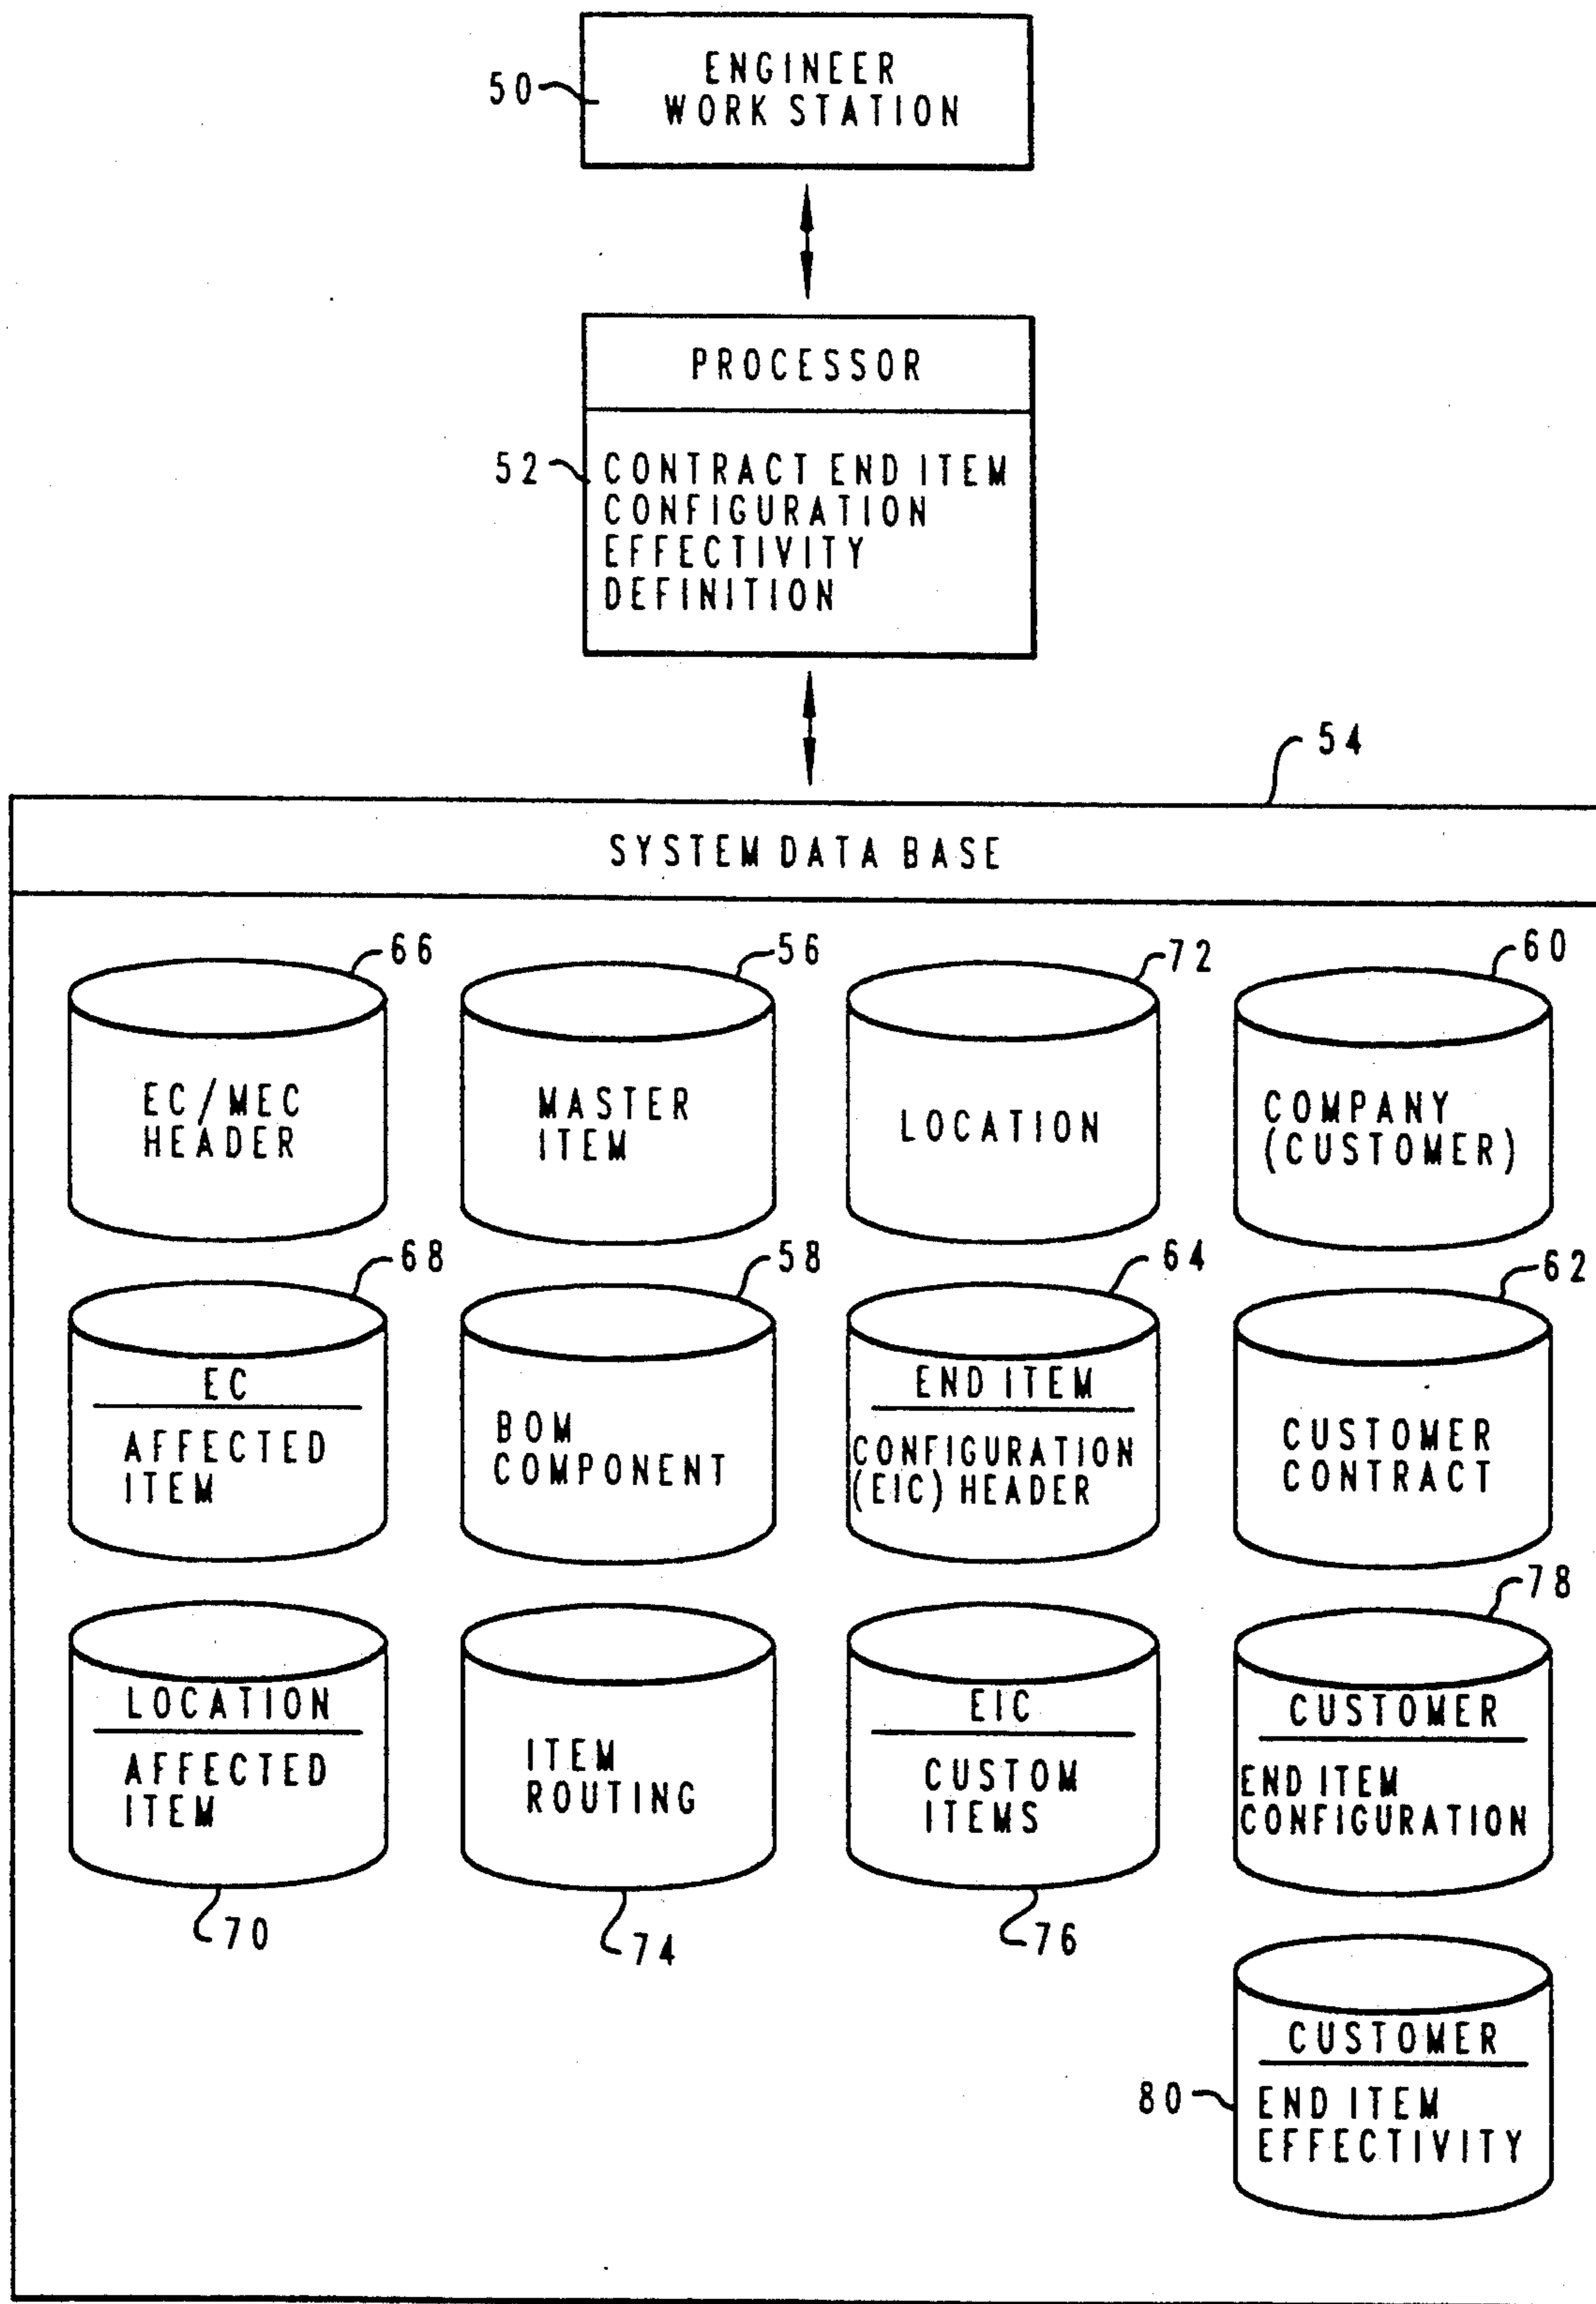 50
ENGINEER
WORK STATION
PROCESSOR
52
CONTRACT END ITEM
CONFIGURATION
EFFECTIVITY
DEFINITION
54
SYSTEM DATA BASE
66
56
72
60
EC/MEC
HEADER
MASTER
ITEM
LOCATION
COMPANY
(CUSTOMER)
68
58
64
62
EC
AFFECTED
ITEM
BOM
COMPONENT
END ITEM
CONFIGURATION
(EIC) HEADER
CUSTOMER
CONTRACT
78
LOCATION
AFFECTED
ITEM
ITEM
ROUTING
EIC
CUSTOM
ITEMS
CUSTOMER
END ITEM
CONFIGURATION
70
74
76
80
CUSTOMER
END ITEM
EFFECTIVITY